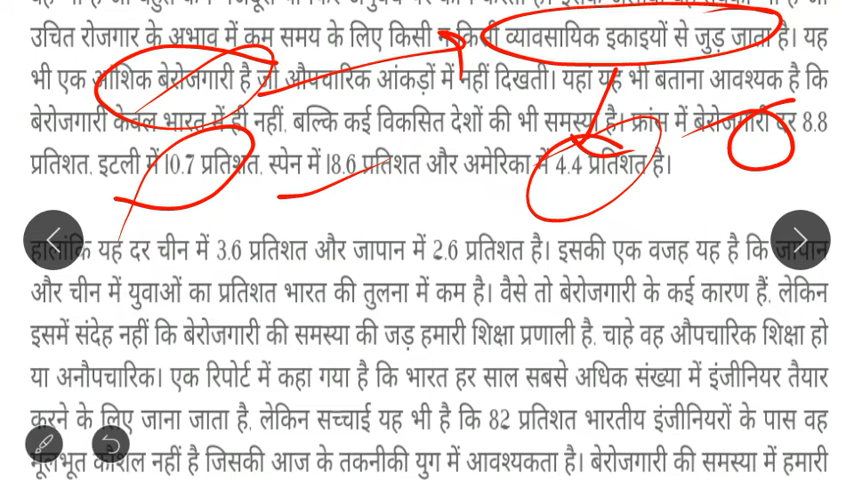 उचित रोजगार के अभाव में कम समय के लिए किसी न किसी व्यावसायिक इकाइयों से जुड़ जाता है। यह
भी एक आंशिक बेरोजगारी है जो औपचारिक आंकड़ों में नहीं दिखती। यहां यह भी बताना आवश्यक है कि
बेरोजगारी केवल भारत में ही नहीं, बल्कि कई विकसित देशों की भी समस्या है। फ्रांस में बेरोजगारी दर 8.8
प्रतिशत, इटली में 10.7 प्रतिशत, स्पेन में 18.6 प्रतिशत और अमेरिका में 4.4 प्रतिशत है।
हालांकि यह दर चीन में 3.6 प्रतिशत और जापान में 2.6 प्रतिशत है। इसकी एक वजह यह है कि जापान
और चीन में युवाओं का प्रतिशत भारत की तुलना में कम है। वैसे तो बेरोजगारी के कई कारण हैं, लेकिन
इसमें संदेह नहीं कि बेरोजगारी की समस्या की जड़ हमारी शिक्षा प्रणाली है, चाहे वह औपचारिक शिक्षा हो
या अनौपचारिक। एक रिपोर्ट में कहा गया है कि भारत हर साल सबसे अधिक संख्या में इंजीनियर तैयार
करने के लिए जाना जाता है, लेकिन सच्चाई यह भी है कि 82 प्रतिशत भारतीय इंजीनियरों के पास वह
मूलभूत कौशल नहीं है जिसकी आज के तकनीकी युग में आवश्यकता है। बेरोजगारी की समस्या में हमारी